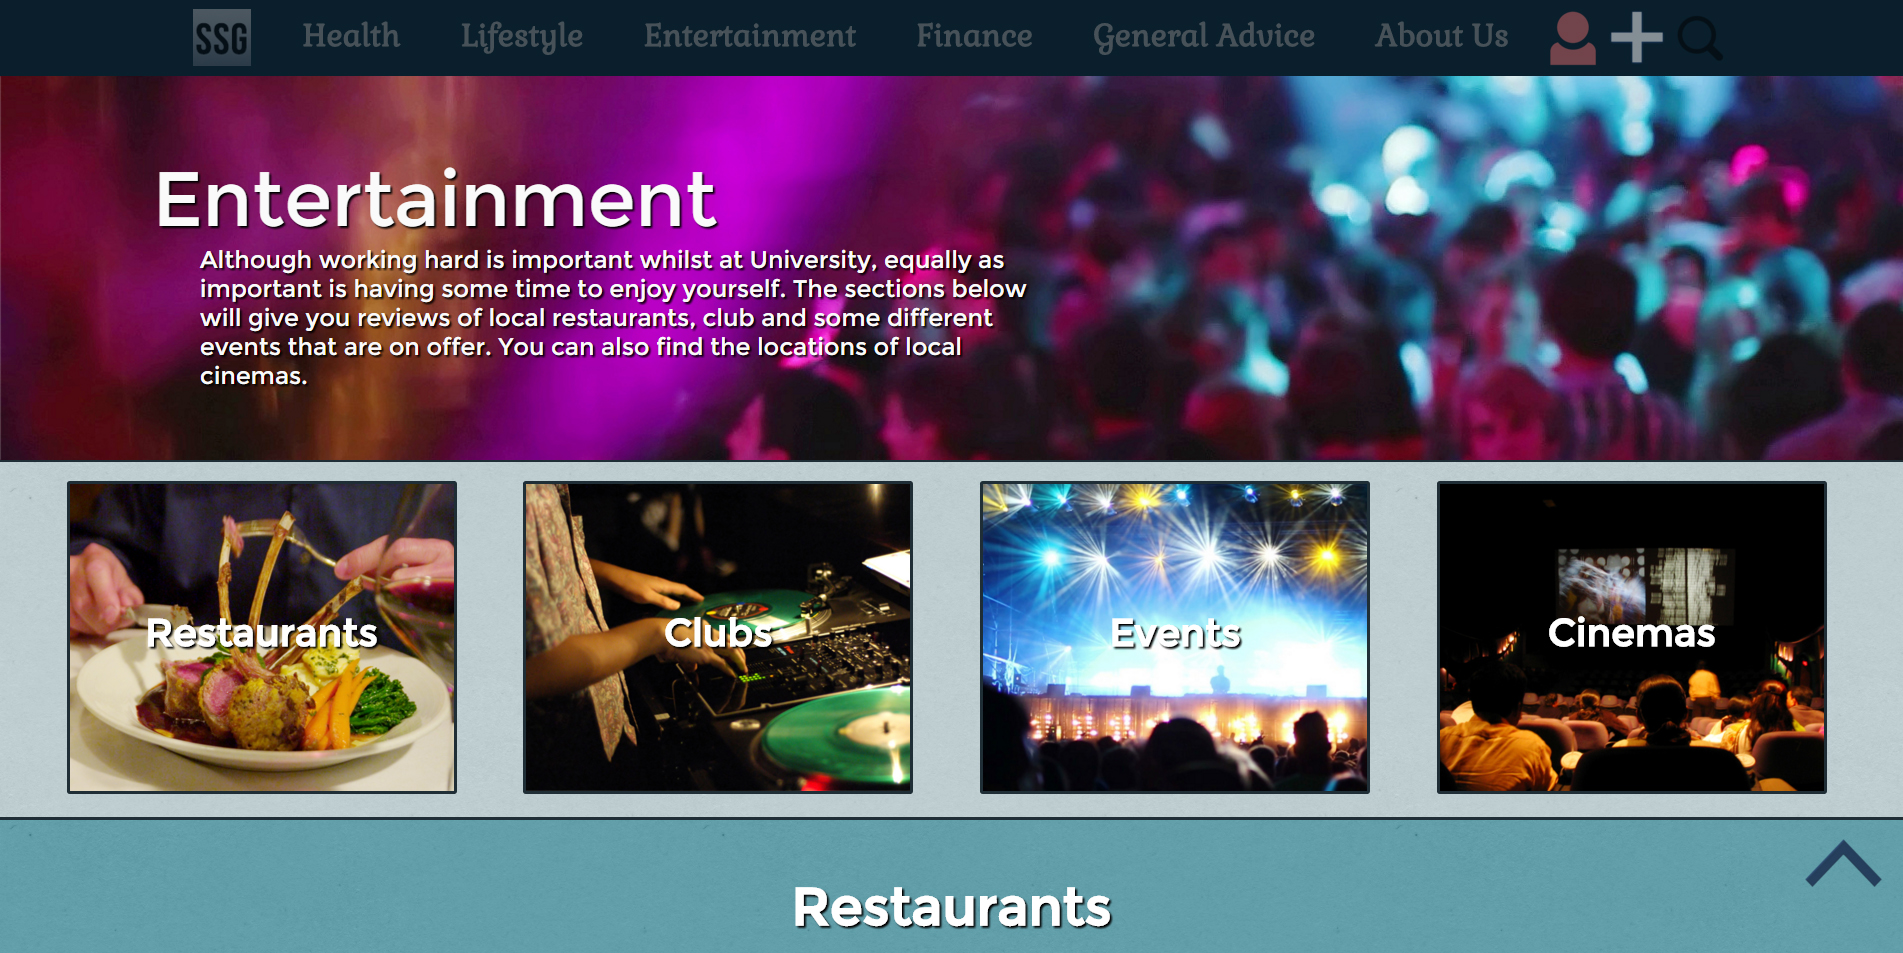 SSG Health Lifestyle Entertainment Finance General Advice About Us
Entertainment
Although working hard is important whilst at University, equally as
important is having some time to enjoy yourself. The sections below
will give you reviews of local restaurants, club and some different
events that are on offer. You can also find the locations of local
cinemas.
Restaurants Clubs Events Cinemas
Restaurants